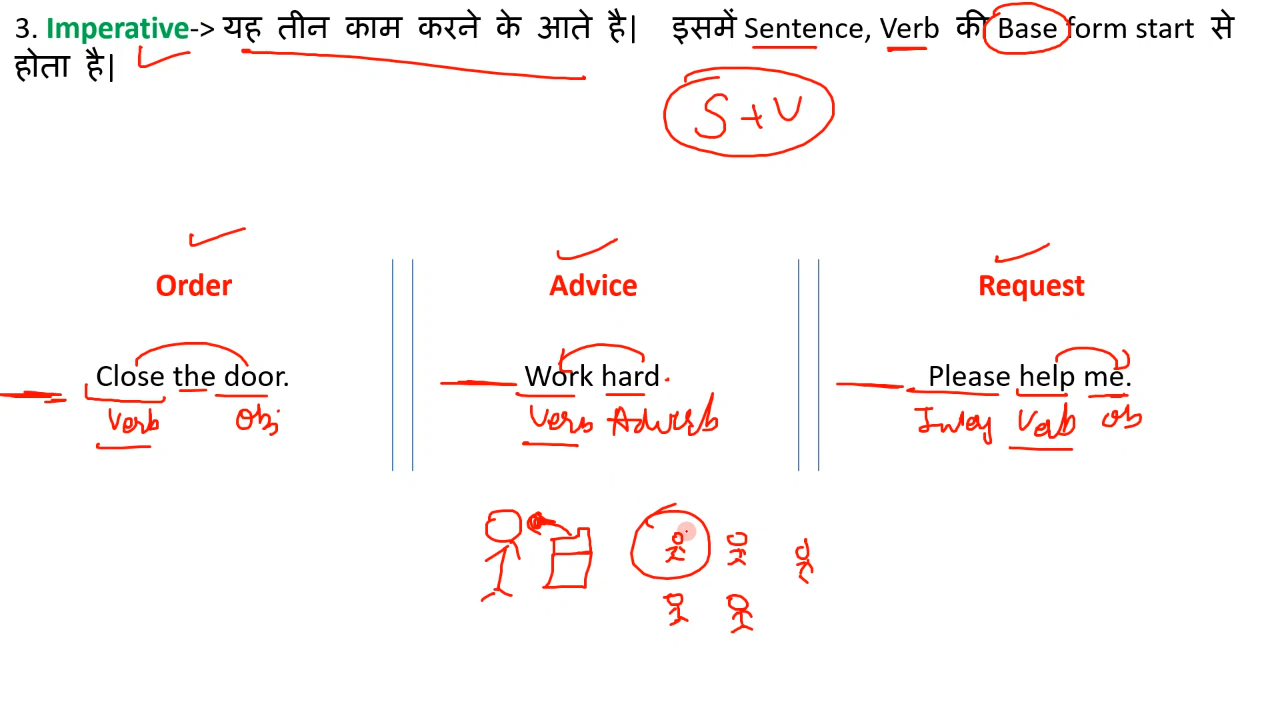 3. Imperative-> यह तीन काम करने के आते है| इसमें Sentence, Verb की Base form start से
होता है|
S + V
Order Advice Request
Close the door. Work hard. Please help me.
Verb Obj Verb Adverb Verb ob